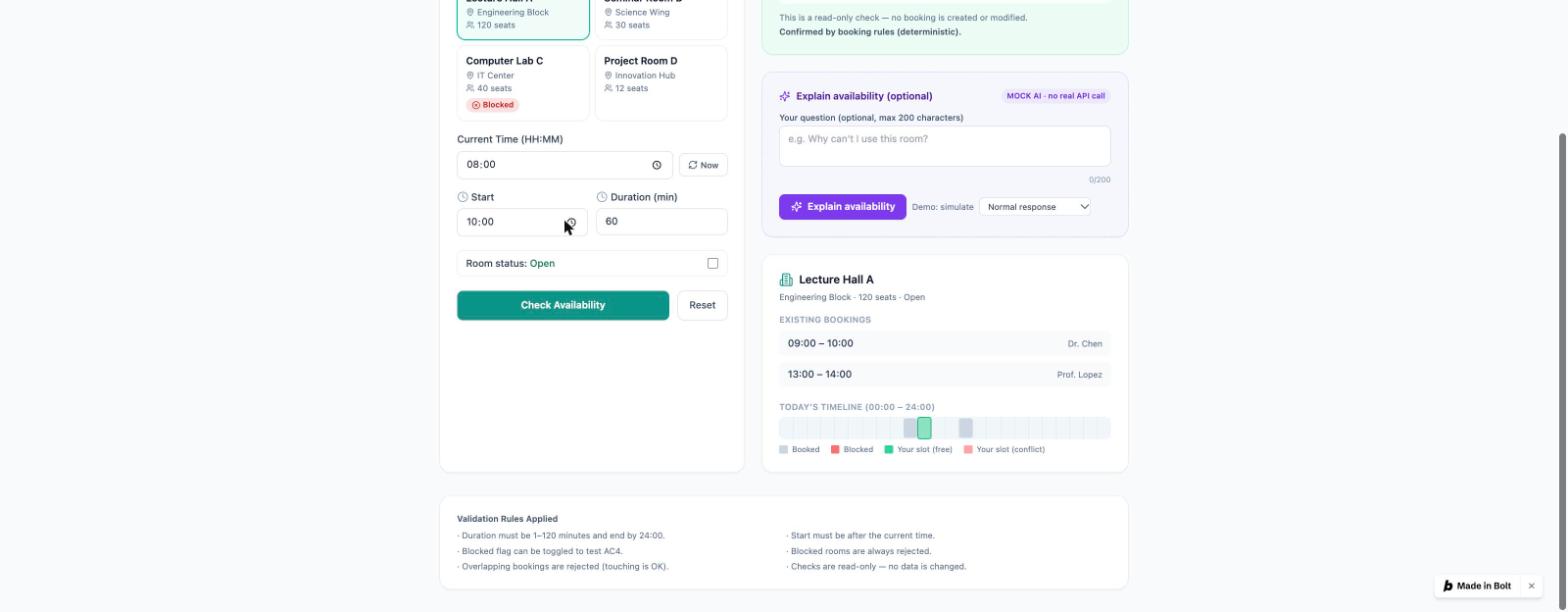 Engineering Block
Science Wing
120 seats
30 seats
Computer Lab C
IT Center
40 seats
Blocked
Project Room D
Innovation Hub
12 seats
Current Time (HH:MM)
08:00
Now
Start
Duration (min)
10:00
60
Room status: Open
Check Availability
Reset
This is a read-only check — no booking is created or modified.
Confirmed by booking rules (deterministic).
Explain availability (optional)
MOCK AI · no real API call
Your question (optional, max 200 characters)
e.g. Why can't I use this room?
0/200
Explain availability
Demo: simulate
Normal response
Lecture Hall A
Engineering Block · 120 seats · Open
EXISTING BOOKINGS
09:00 – 10:00
Dr. Chen
13:00 – 14:00
Prof. Lopez
TODAY'S TIMELINE (00:00 – 24:00)
Booked
Blocked
Your slot (free)
Your slot (conflict)
Validation Rules Applied
· Duration must be 1–120 minutes and end by 24:00.
· Start must be after the current time.
· Blocked flag can be toggled to test AC4.
· Blocked rooms are always rejected.
· Overlapping bookings are rejected (touching is OK).
· Checks are read-only — no data is changed.
b Made in Bolt